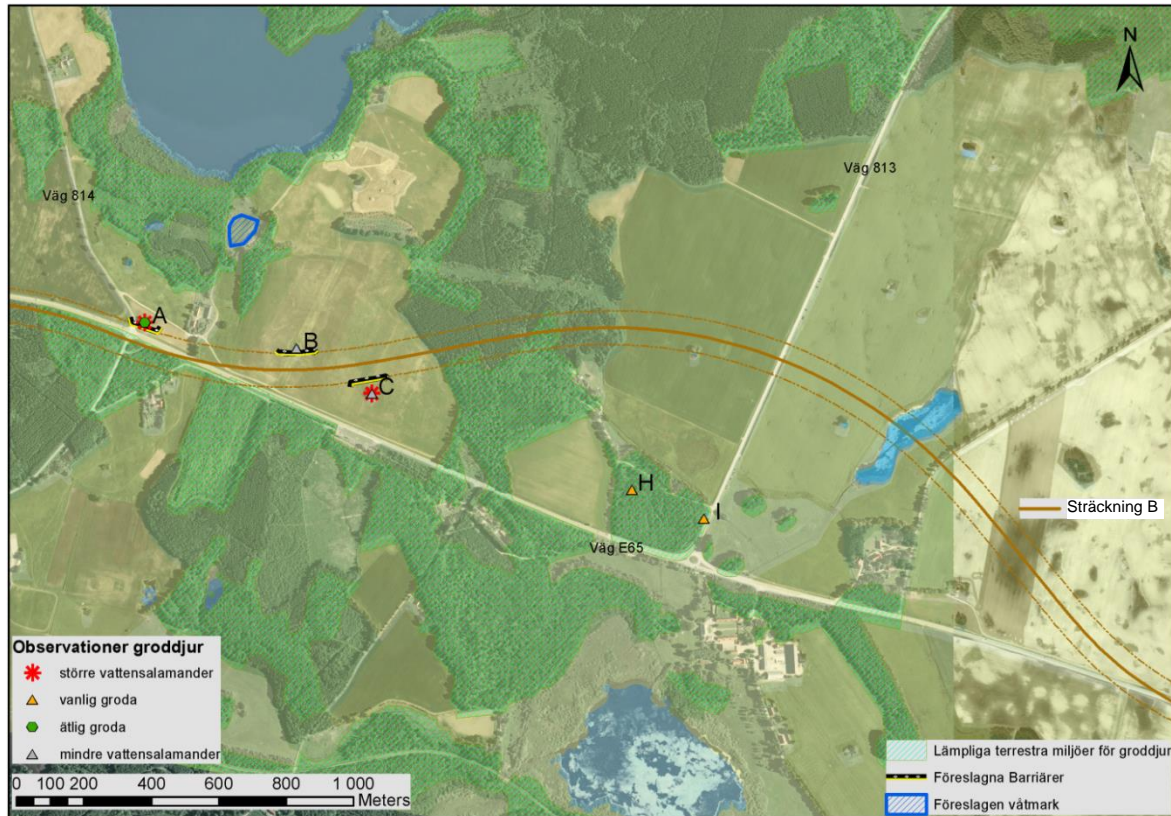 N
Väg 814
Väg 813
A
B
C
H
I
Väg E65
Sträckning B
Observationer groddjur
större vattensalamander
vanlig groda
ätlig groda
mindre vattensalamander
0 100 200 400 600 800 1 000
Meters
Lämpliga terrestra miljöer för groddjur
Föreslagna Barriärer
Föreslagen våtmark